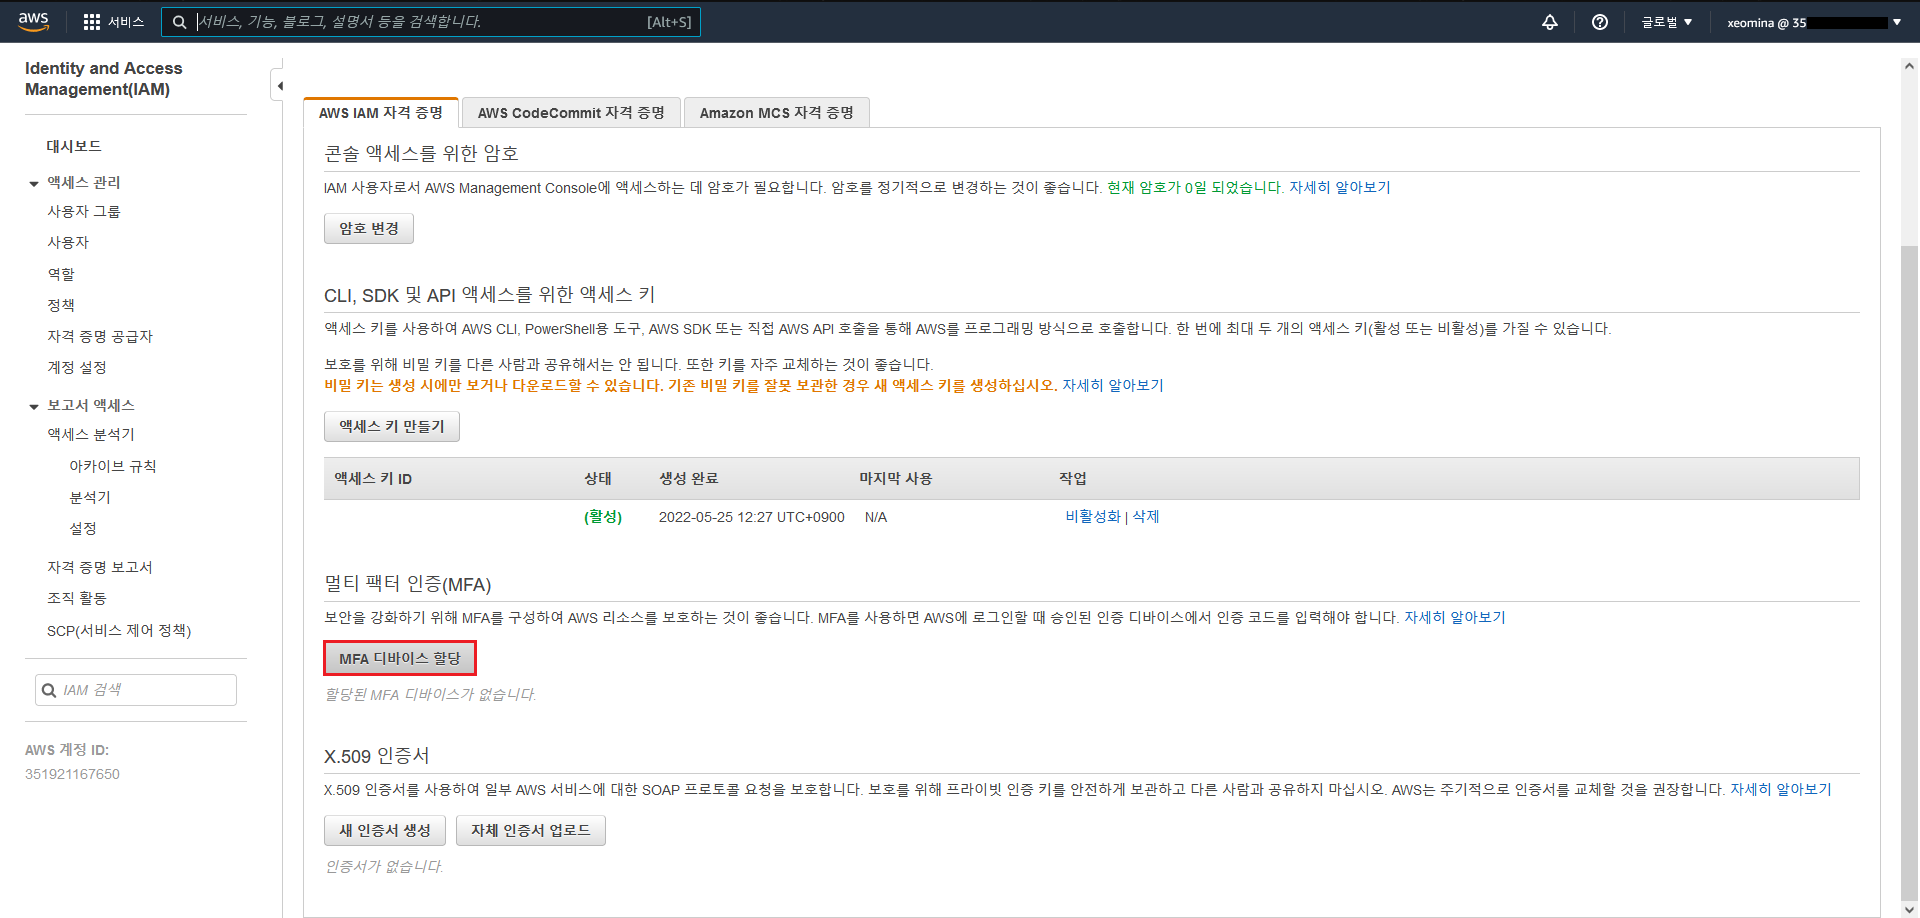 aws
서비스
서비스, 기능, 블로그, 설명서 등을 검색합니다.
[Alt+S]
글로벌
xeomina @ 35
Identity and Access
Management(IAM)
대시보드
액세스 관리
사용자 그룹
사용자
역할
정책
자격 증명 공급자
계정 설정
보고서 액세스
액세스 분석기
아카이브 규칙
분석기
설정
자격 증명 보고서
조직 활동
SCP(서비스 제어 정책)
IAM 검색
AWS 계정 ID:
351921167650
AWS IAM 자격 증명
AWS CodeCommit 자격 증명
Amazon MCS 자격 증명
콘솔 액세스를 위한 암호
IAM 사용자로서 AWS Management Console에 액세스하는 데 암호가 필요합니다. 암호를 정기적으로 변경하는 것이 좋습니다. 현재 암호가 0일 되었습니다. 자세히 알아보기
암호 변경
CLI, SDK 및 API 액세스를 위한 액세스 키
액세스 키를 사용하여 AWS CLI, PowerShell용 도구, AWS SDK 또는 직접 AWS API 호출을 통해 AWS를 프로그래밍 방식으로 호출합니다. 한 번에 최대 두 개의 액세스 키(활성 또는 비활성)를 가질 수 있습니다.
보호를 위해 비밀 키를 다른 사람과 공유해서는 안 됩니다. 또한 키를 자주 교체하는 것이 좋습니다.
비밀 키는 생성 시에만 보거나 다운로드할 수 있습니다. 기존 비밀 키를 잘못 보관한 경우 새 액세스 키를 생성하십시오. 자세히 알아보기
액세스 키 만들기
액세스 키 ID 상태 생성 완료 마지막 사용 작업
(활성) 2022-05-25 12:27 UTC+0900 N/A 비활성화 | 삭제
멀티 팩터 인증(MFA)
보안을 강화하기 위해 MFA를 구성하여 AWS 리소스를 보호하는 것이 좋습니다. MFA를 사용하면 AWS에 로그인할 때 승인된 인증 디바이스에서 인증 코드를 입력해야 합니다. 자세히 알아보기
MFA 디바이스 할당
할당된 MFA 디바이스가 없습니다.
X.509 인증서
X.509 인증서를 사용하여 일부 AWS 서비스에 대한 SOAP 프로토콜 요청을 보호합니다. 보호를 위해 프라이빗 인증 키를 안전하게 보관하고 다른 사람과 공유하지 마십시오. AWS는 주기적으로 인증서를 교체할 것을 권장합니다. 자세히 알아보기
새 인증서 생성
자체 인증서 업로드
인증서가 없습니다.